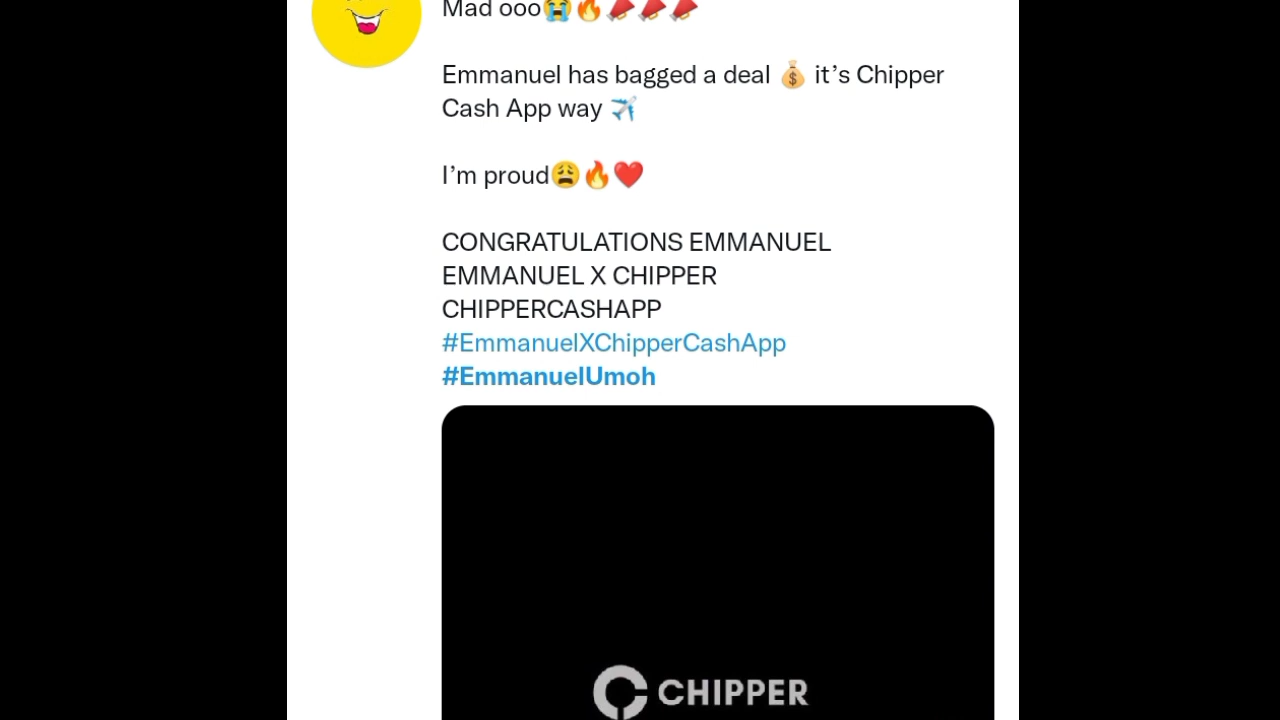 Mad ooo😭🔥📣📣📣
Emmanuel has bagged a deal 💰 it’s Chipper
Cash App way ✈️
I’m proud😩🔥❤️
CONGRATULATIONS EMMANUEL
EMMANUEL X CHIPPER
CHIPPERCASHAPP
#EmmanuelXChipperCashApp
#EmmanuelUmoh
CHIPPER